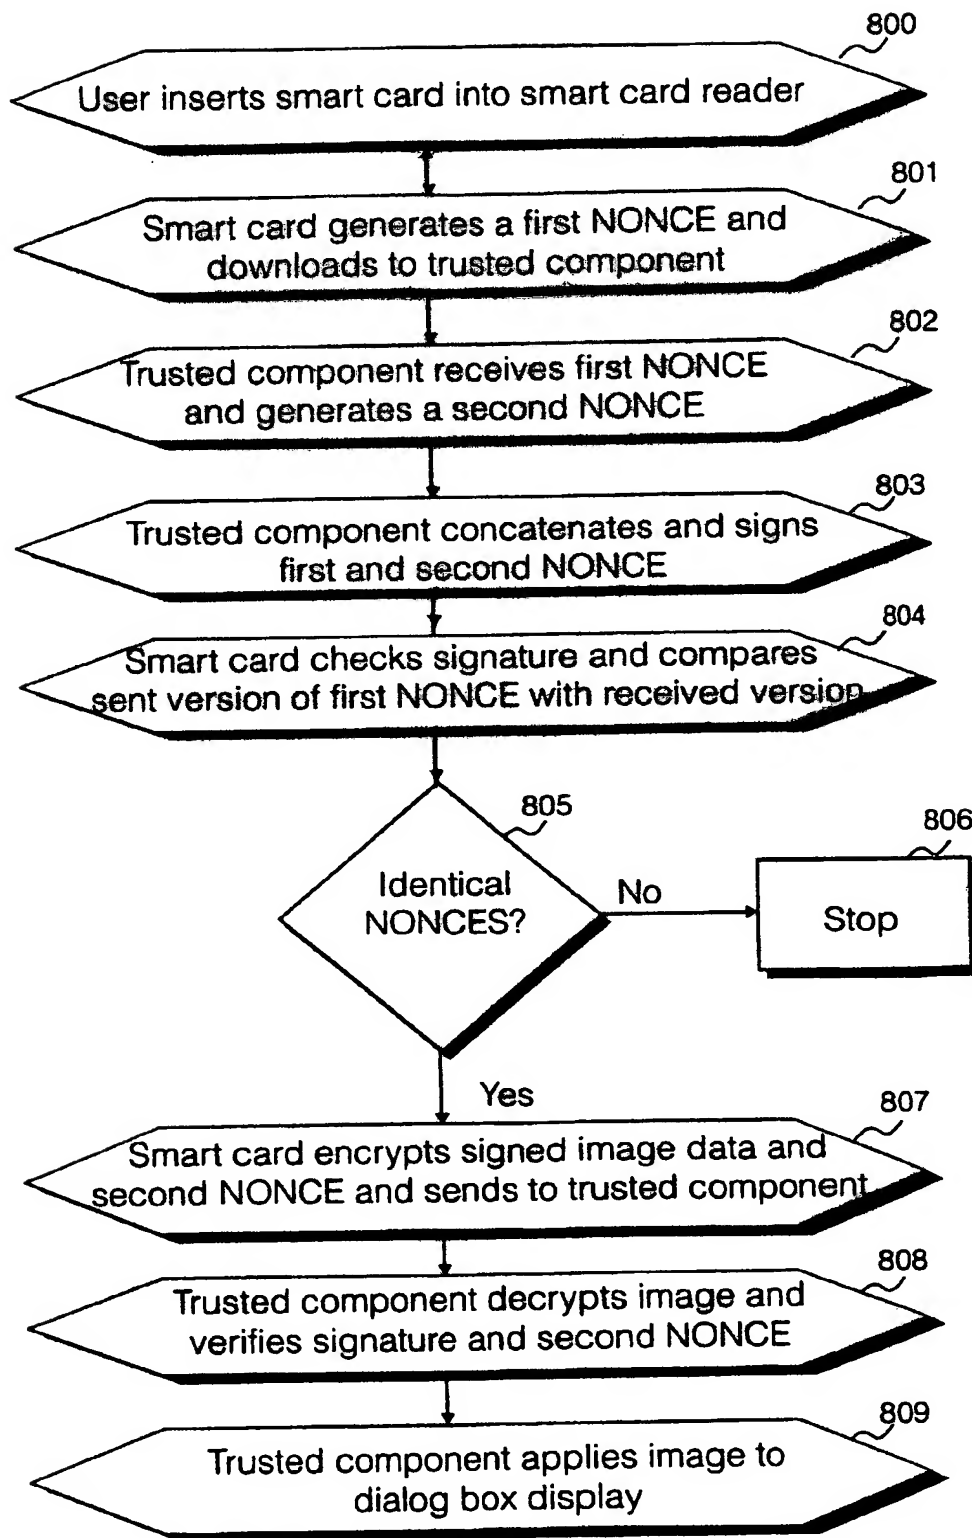 800
User inserts smart card into smart card reader
801
Smart card generates a first NONCE and
downloads to trusted component
802
Trusted component receives first NONCE
and generates a second NONCE
803
Trusted component concatenates and signs
first and second NONCE
804
Smart card checks signature and compares
sent version of first NONCE with received version
805
Identical
NONCES?
No
806
Stop
Yes
807
Smart card encrypts signed image data and
second NONCE and sends to trusted component
808
Trusted component decrypts image and
verifies signature and second NONCE
809
Trusted component applies image to
dialog box display